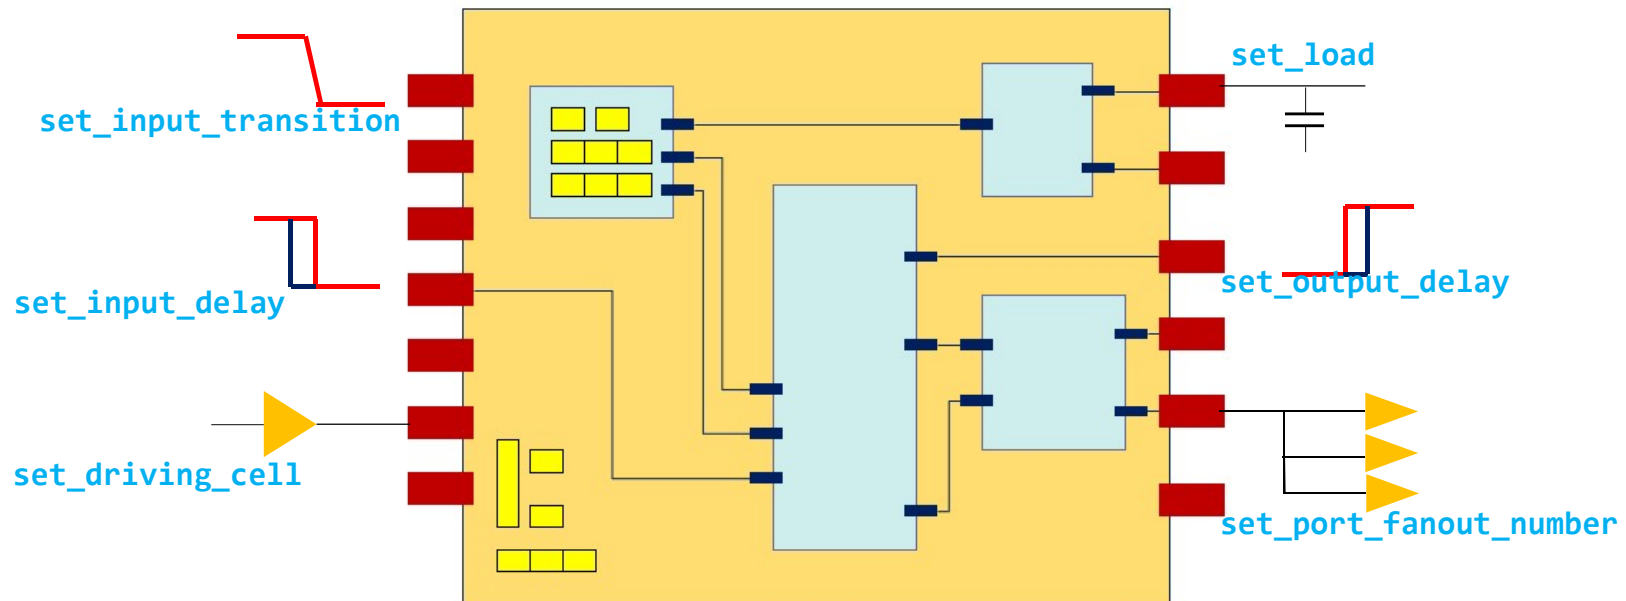 set_load
set_input_transition
set_output_delay
set_input_delay
set_driving_cell
set_port_fanout_number